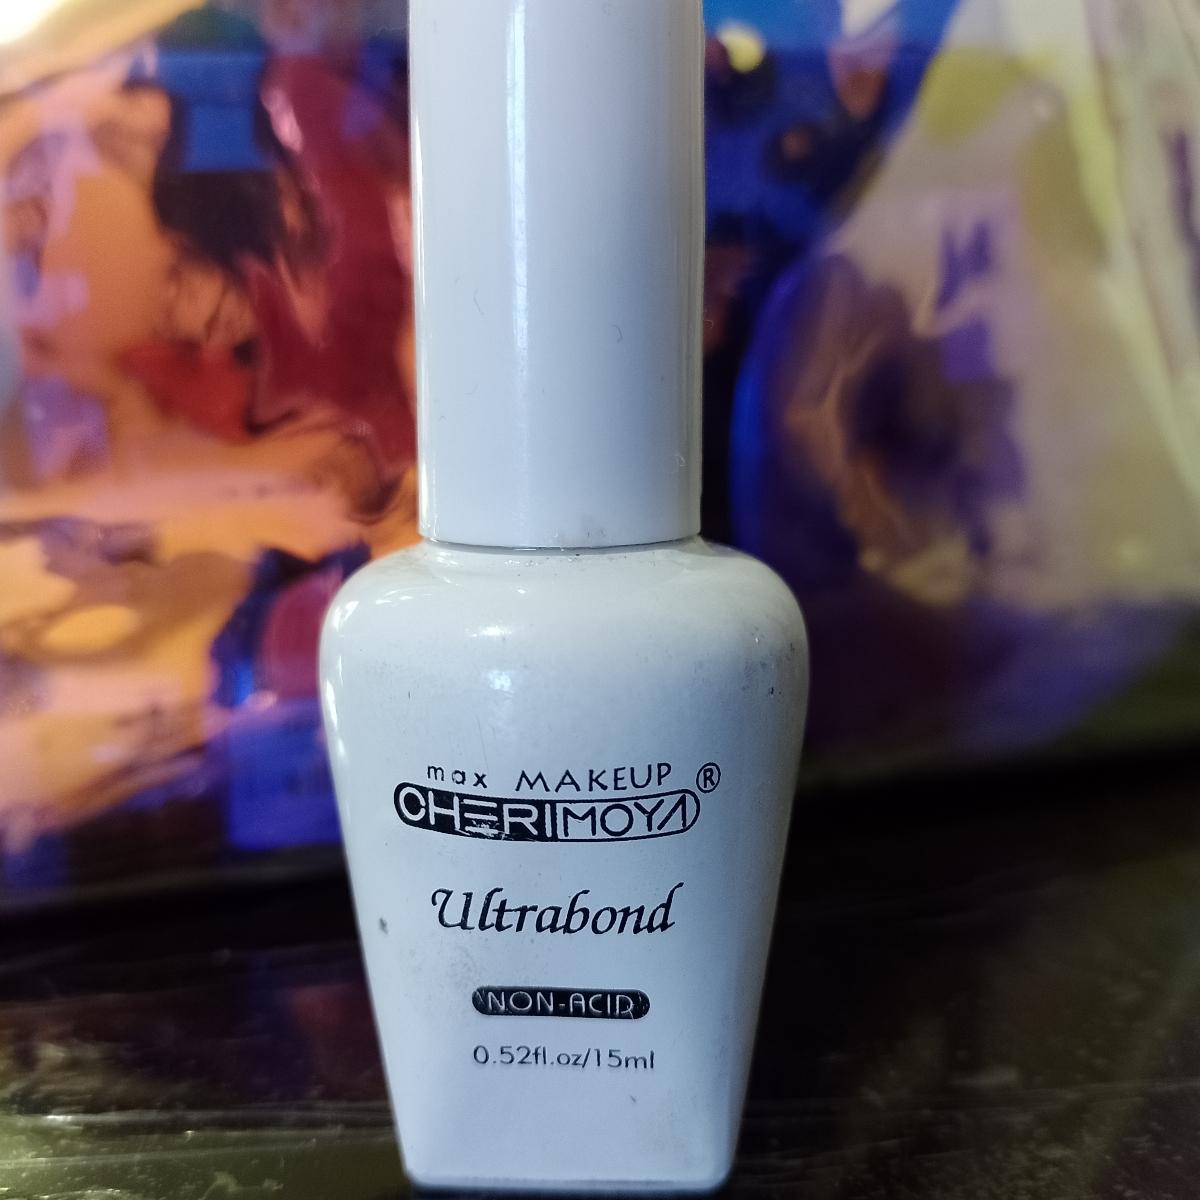 max MAKEUP ®
CHERIMOYA
Ultrabond
NON-ACID
0.52fl.oz/15ml